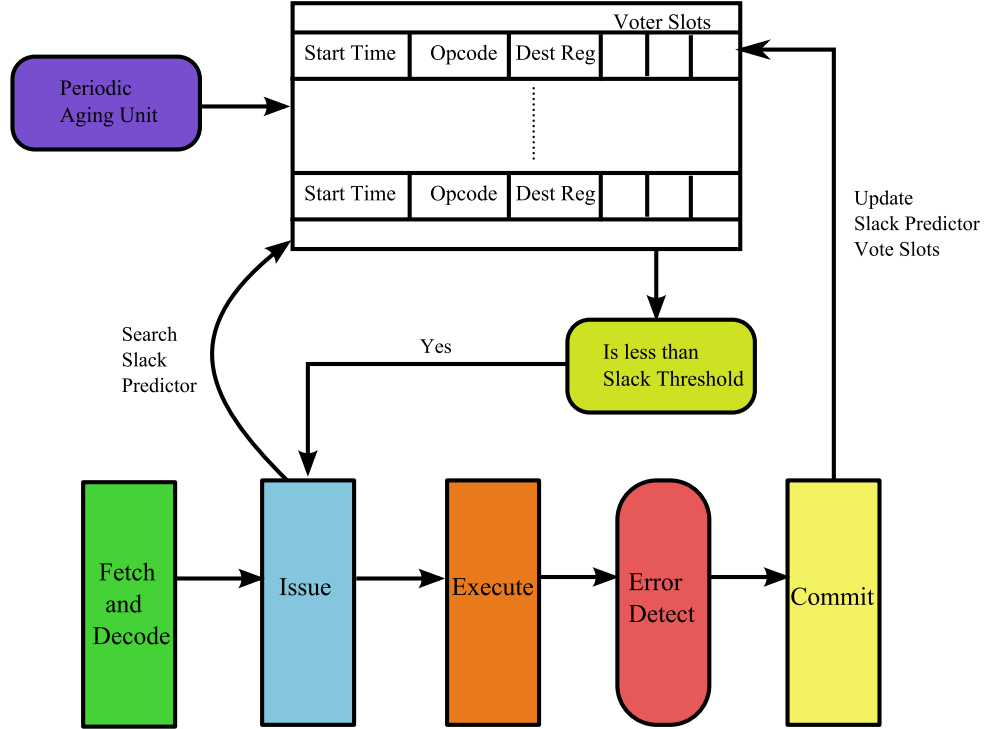 Voter Slots
Start Time Opcode Dest Reg
Periodic
Aging Unit
Start Time Opcode Dest Reg
Update
Slack Predictor
Vote Slots
Search
Slack
Predictor
Yes
Is less than
Slack Threshold
Fetch
and
Decode
Issue
Execute
Error
Detect
Commit